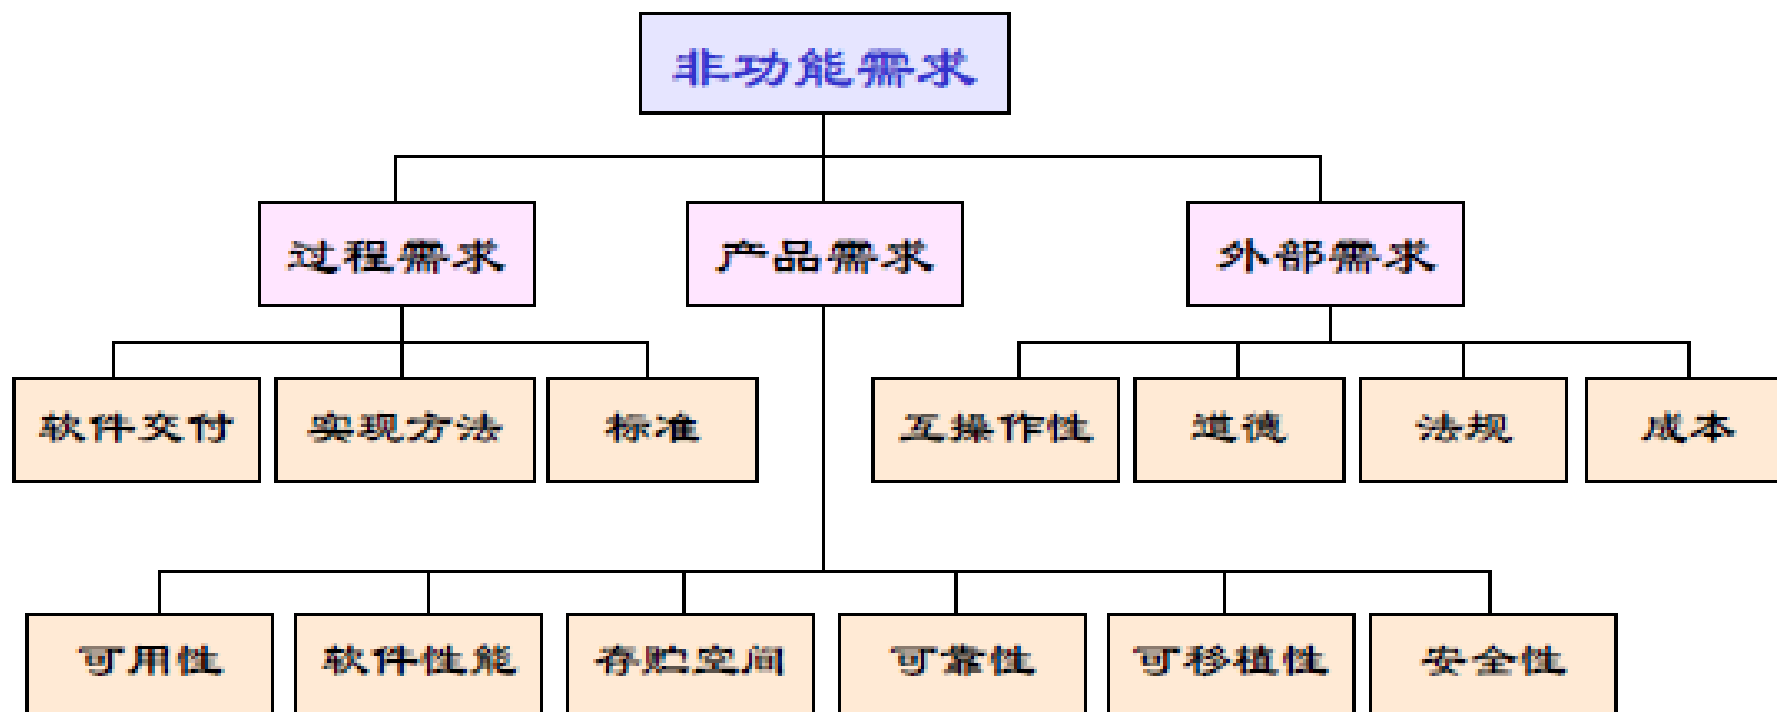 非功能需求
过程需求
产品需求
外部需求
软件交付
实现方法
标准
互操作性
道德
法规
成本
可用性
软件性能
存贮空间
可靠性
可移植性
安全性